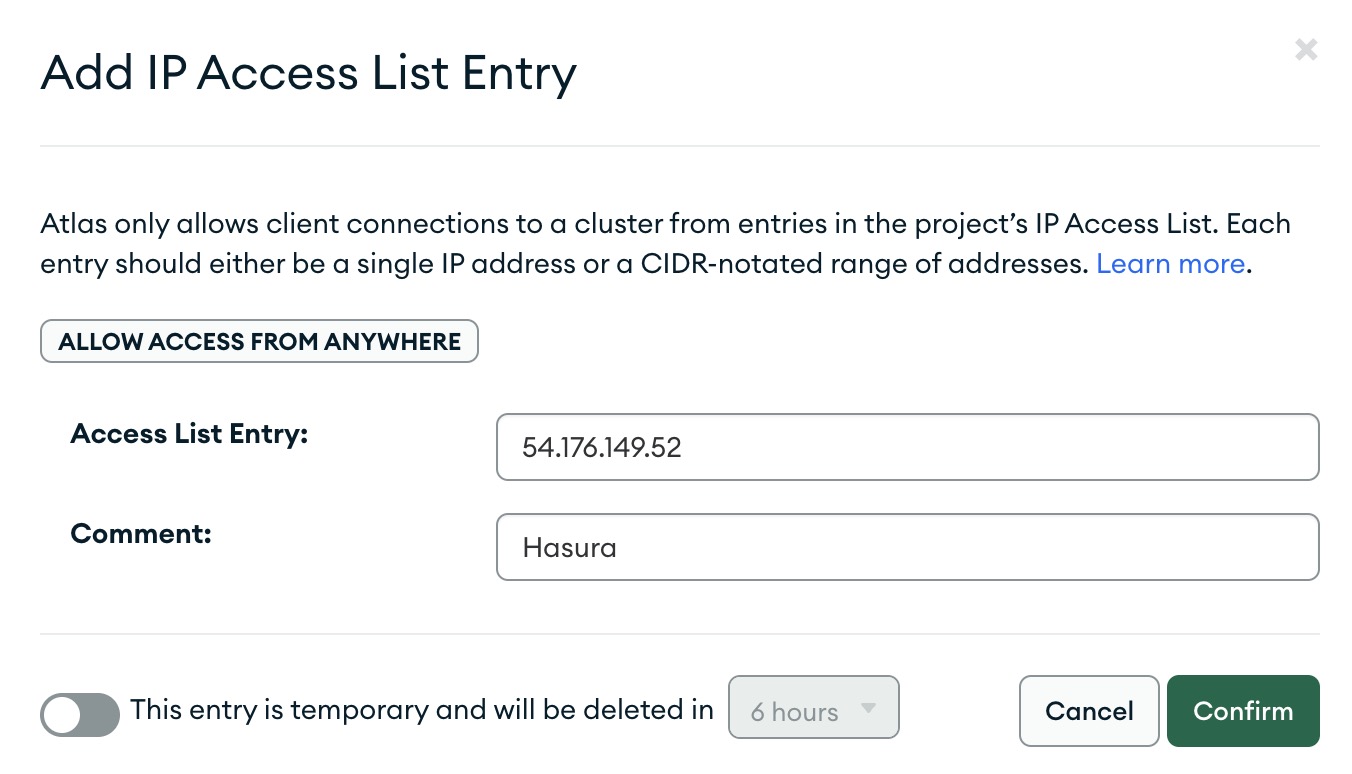 Add IP Access List Entry
Atlas only allows client connections to a cluster from entries in the project’s IP Access List. Each
entry should either be a single IP address or a CIDR-notated range of addresses. Learn more.
ALLOW ACCESS FROM ANYWHERE
Access List Entry: 54.176.149.52
Comment: Hasura
This entry is temporary and will be deleted in 6 hours Cancel Confirm